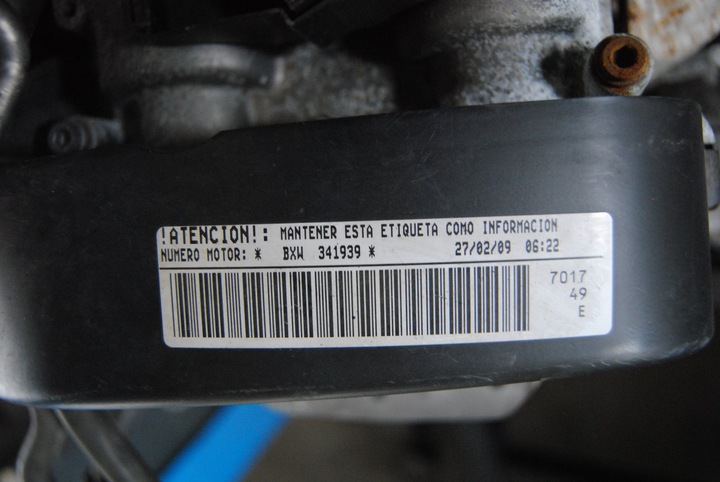 !ATENCION!: MANTENER ESTA ETIQUETA COMO INFORMACION
NUMERO MOTOR: * BXW 341939 * 27/02/09 06:22
7017
49
E